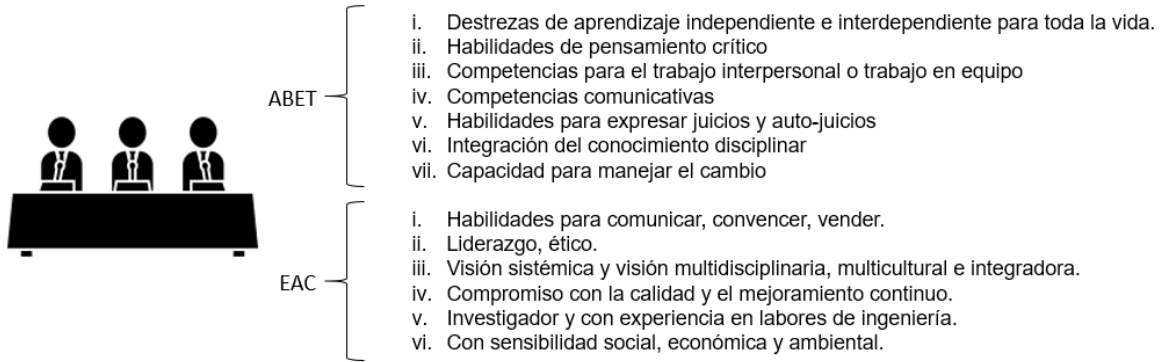 ABET
i. Destrezas de aprendizaje independiente e interdependiente para toda la vida.
ii. Habilidades de pensamiento crítico
iii. Competencias para el trabajo interpersonal o trabajo en equipo
iv. Competencias comunicativas
v. Habilidades para expresar juicios y auto-juicios
vi. Integración del conocimiento disciplinar
vii. Capacidad para manejar el cambio
EAC
i. Habilidades para comunicar, convencer, vender.
ii. Liderazgo, ético.
iii. Visión sistémica y visión multidisciplinaria, multicultural e integradora.
iv. Compromiso con la calidad y el mejoramiento continuo.
v. Investigador y con experiencia en labores de ingeniería.
vi. Con sensibilidad social, económica y ambiental.